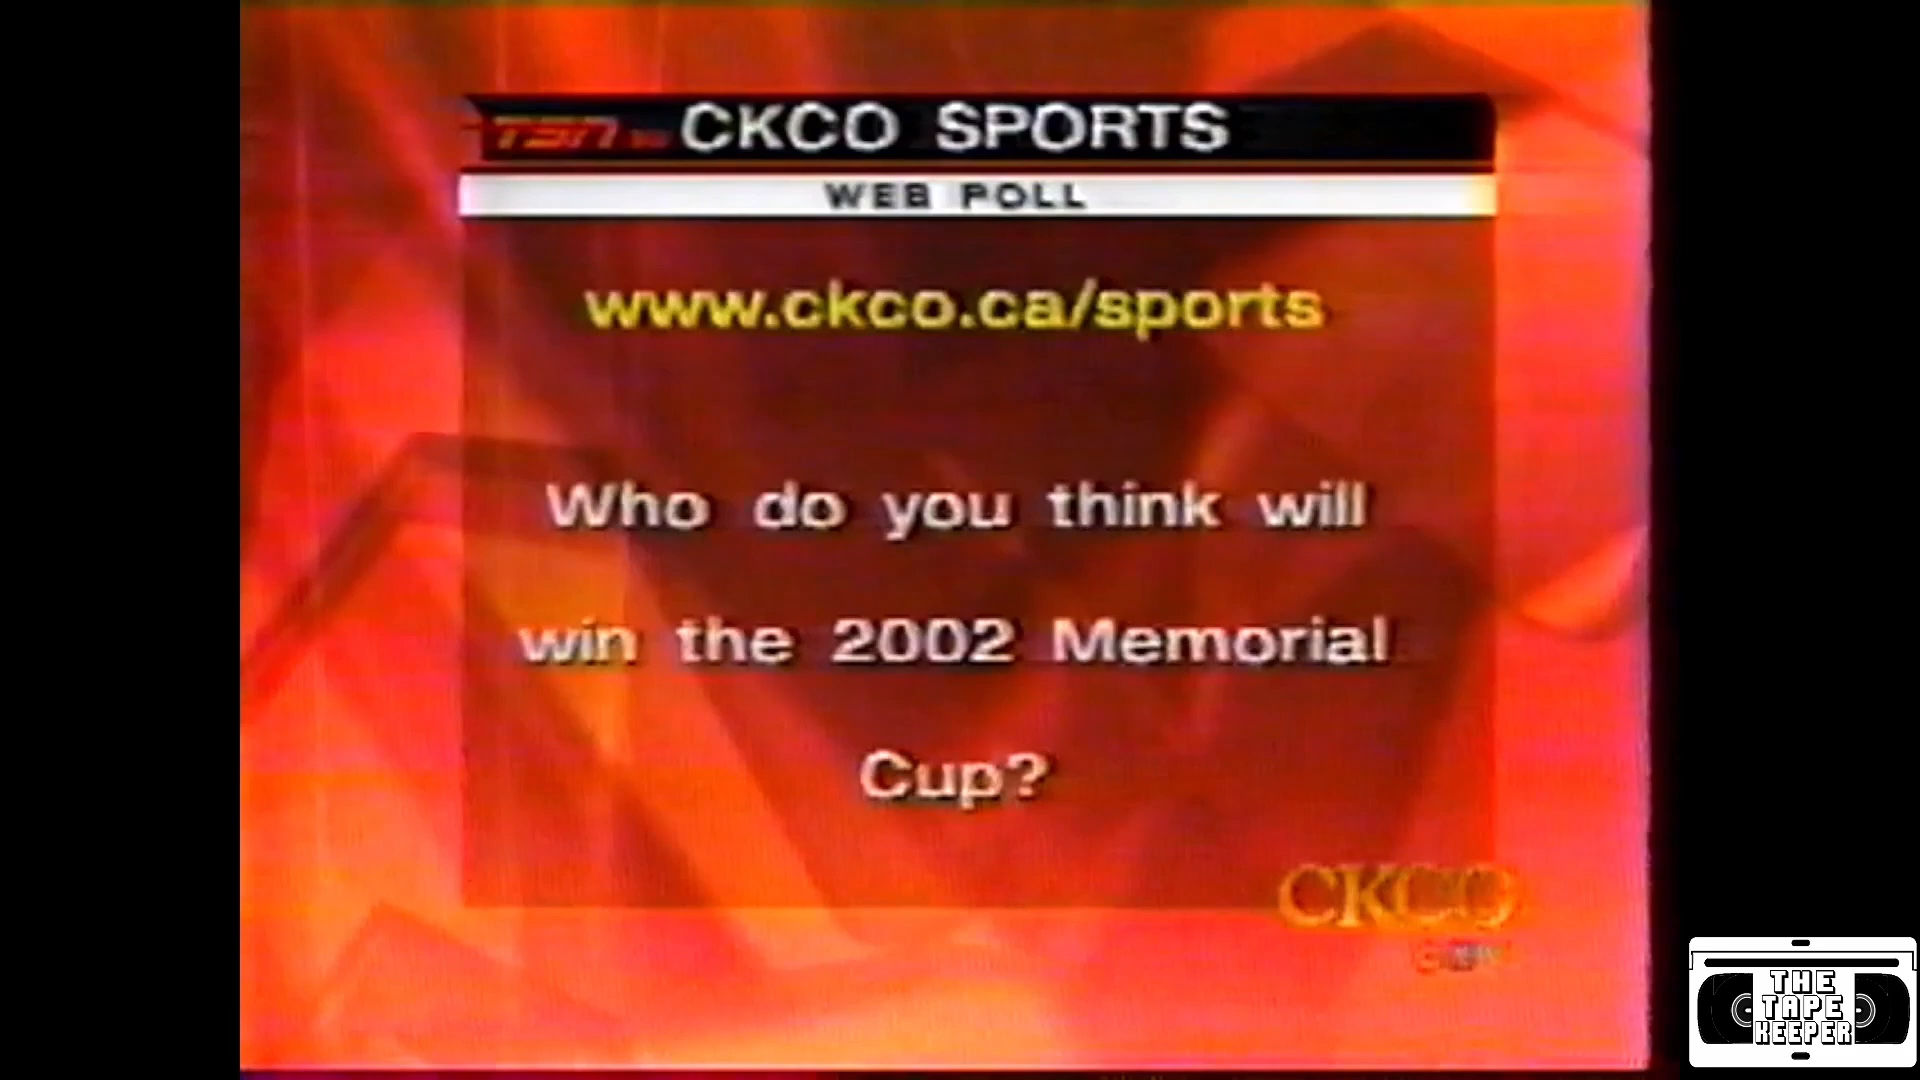 TSN CKCO SPORTS
WEB POLL
www.ckco.ca/sports
Who do you think will
win the 2002 Memorial
Cup?
CKCO
THE
TAPE
KEEPER